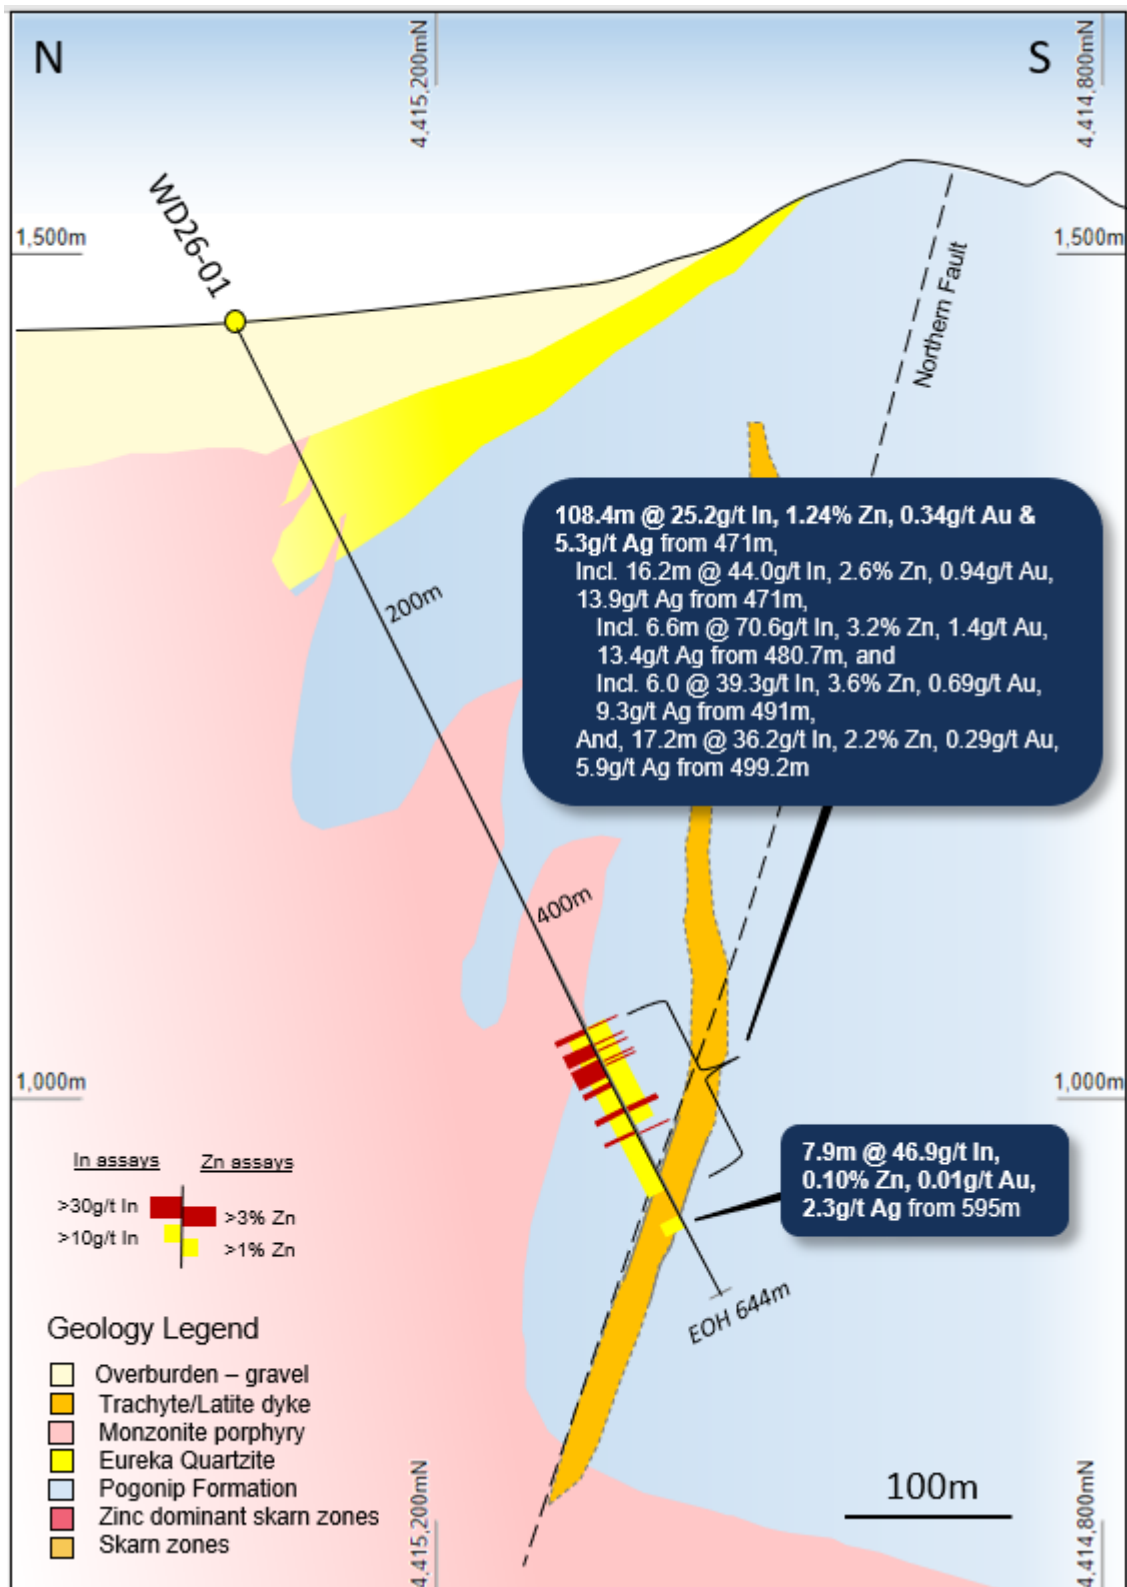 N
S
4,415,200mN
4,414,800mN
WD26-01
1,500m
1,500m
Northern Fault
108.4m @ 25.2g/t In, 1.24% Zn, 0.34g/t Au &
5.3g/t Ag from 471m,
Incl. 16.2m @ 44.0g/t In, 2.6% Zn, 0.94g/t Au,
13.9g/t Ag from 471m,
Incl. 6.6m @ 70.6g/t In, 3.2% Zn, 1.4g/t Au,
13.4g/t Ag from 480.7m, and
Incl. 6.0 @ 39.3g/t In, 3.6% Zn, 0.69g/t Au,
9.3g/t Ag from 491m,
And, 17.2m @ 36.2g/t In, 2.2% Zn, 0.29g/t Au,
5.9g/t Ag from 499.2m
200m
400m
1,000m
1,000m
7.9m @ 46.9g/t In,
0.10% Zn, 0.01g/t Au,
2.3g/t Ag from 595m
In assays
Zn assays
>30g/t In
>3% Zn
>10g/t In
>1% Zn
EOH 644m
Geology Legend
Overburden – gravel
Trachyte/Latite dyke
Monzonite porphyry
Eureka Quartzite
Pogonip Formation
Zinc dominant skarn zones
Skarn zones
100m
4,415,200mN
4,414,800mN